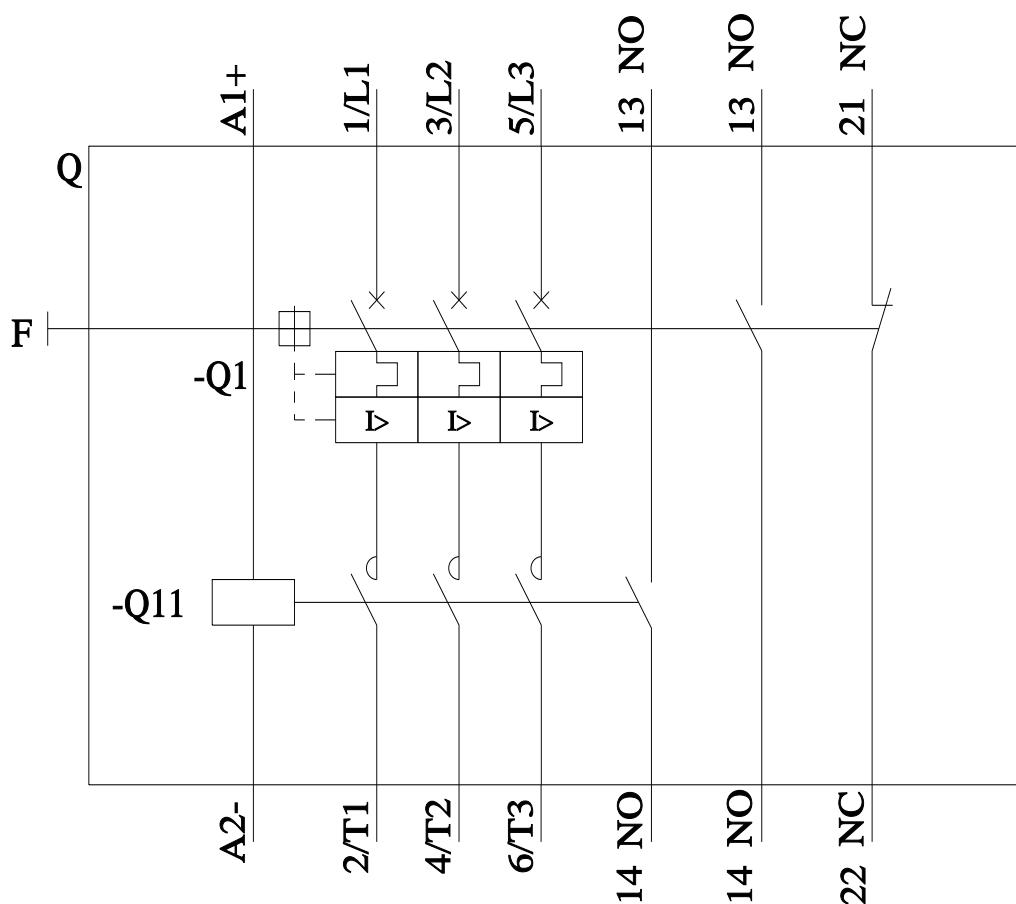 A1+
1/L1
3/L2
5/L3
13 NO
13 NO
21 NC
Q
F
-Q1
I> I> I>
-Q11
A2-
2/T1
4/T2
6/T3
14 NO
14 NO
22 NC